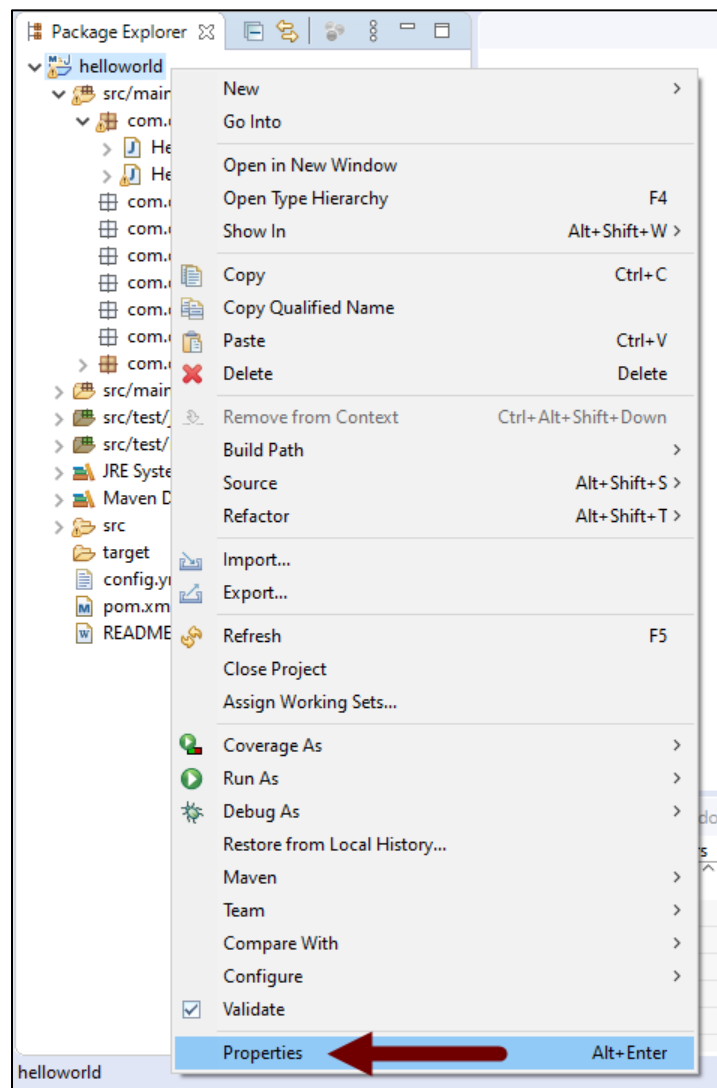 Package Explorer
helloworld
src/main
com.
He
He
com.
com.
com.
com.
com.
com.
com.
src/main
src/test/
src/test/
JRE Syste
Maven D
src
target
config.y
pom.xm
README
New
Go Into
Open in New Window
Open Type Hierarchy F4
Show In Alt+Shift+W >
Copy Ctrl+C
Copy Qualified Name
Paste Ctrl+V
Delete Delete
Remove from Context Ctrl+Alt+Shift+Down
Build Path
Source Alt+Shift+S >
Refactor Alt+Shift+T >
Import...
Export...
Refresh F5
Close Project
Assign Working Sets...
Coverage As
Run As
Debug As
Restore from Local History...
Maven
Team
Compare With
Configure
Validate
Properties Alt+Enter
helloworld